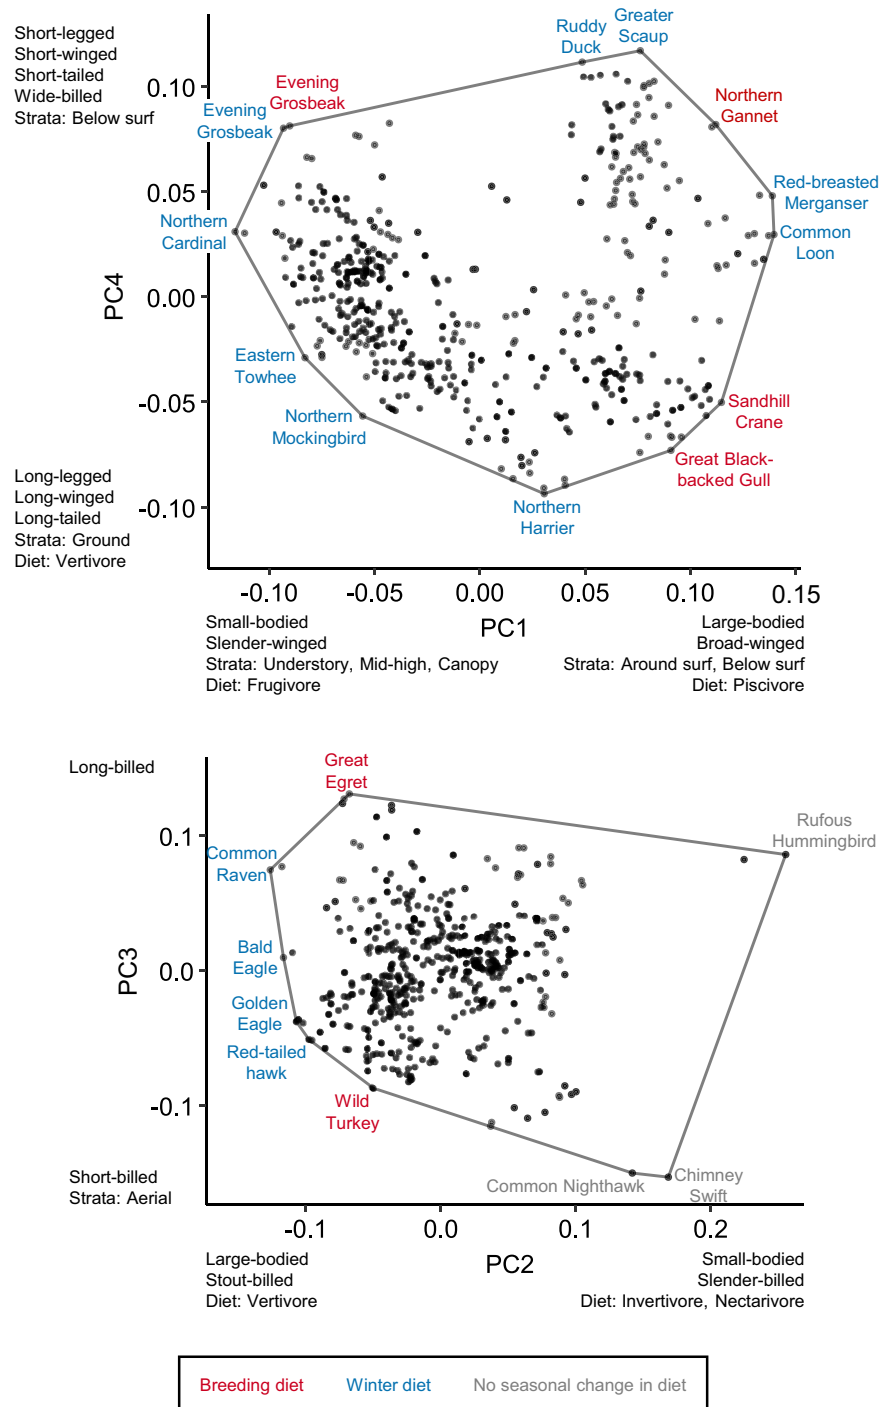 Short-legged
Short-winged
Short-tailed
Wide-billed
Strata: Below surf
Greater
Scaup
Ruddy
Duck
Evening
Grosbeak
Evening
Grosbeak
Northern
Gannet
Red-breasted
Merganser
Common
Loon
Northern
Cardinal
Eastern
Towhee
Northern
Mockingbird
Sandhill
Crane
Great Black-
backed Gull
Northern
Harrier
0.10
0.05
0.00
-0.05
-0.10
PC4
Long-legged
Long-winged
Long-tailed
Strata: Ground
Diet: Vertivore
-0.10
-0.05
0.00
0.05
0.10
0.15
PC1
Small-bodied
Slender-winged
Strata: Understory, Mid-high, Canopy
Diet: Frugivore
Large-bodied
Broad-winged
Strata: Around surf, Below surf
Diet: Piscivore
Long-billed
Great
Egret
Rufous
Hummingbird
Common
Raven
Bald
Eagle
Golden
Eagle
Red-tailed
hawk
Wild
Turkey
Common Nighthawk
Chimney
Swift
0.1
0.0
-0.1
PC3
Short-billed
Strata: Aerial
-0.1
0.0
0.1
0.2
PC2
Large-bodied
Stout-billed
Diet: Vertivore
Small-bodied
Slender-billed
Diet: Invertivore, Nectarivore
Breeding diet
Winter diet
No seasonal change in diet